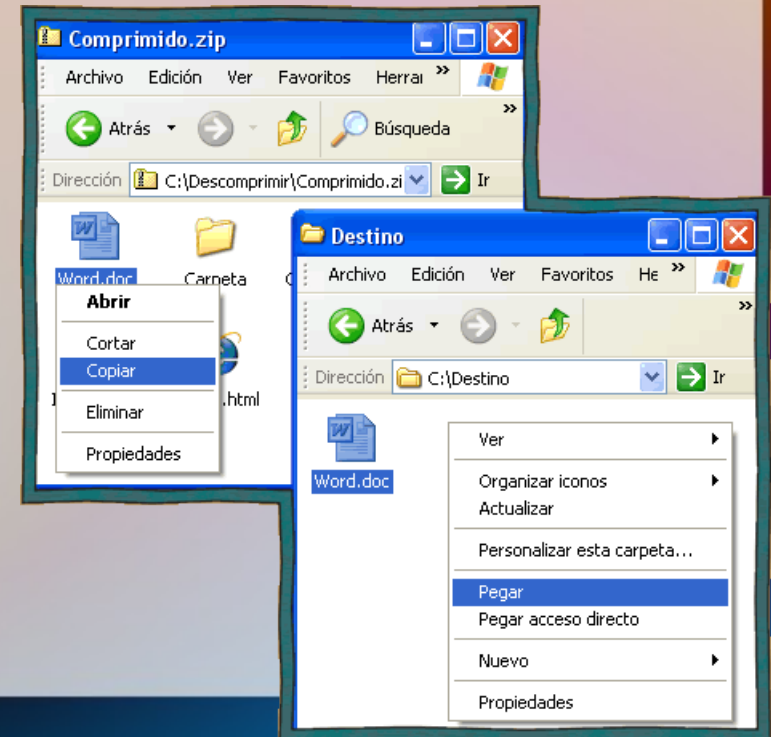 Comprimido.zip
Archivo Edición Ver Favoritos Herrai »
Atrás Búsqueda »
Dirección C:\Descomprimir\Comprimido.zi Ir
Word.doc Carpeta
Abrir
Cortar
Copiar
.html
Eliminar
Propiedades
Destino
Archivo Edición Ver Favoritos He »
Atrás »
Dirección C:\Destino Ir
Word.doc
Ver
Organizar iconos
Actualizar
Personalizar esta carpeta...
Pegar
Pegar acceso directo
Nuevo
Propiedades